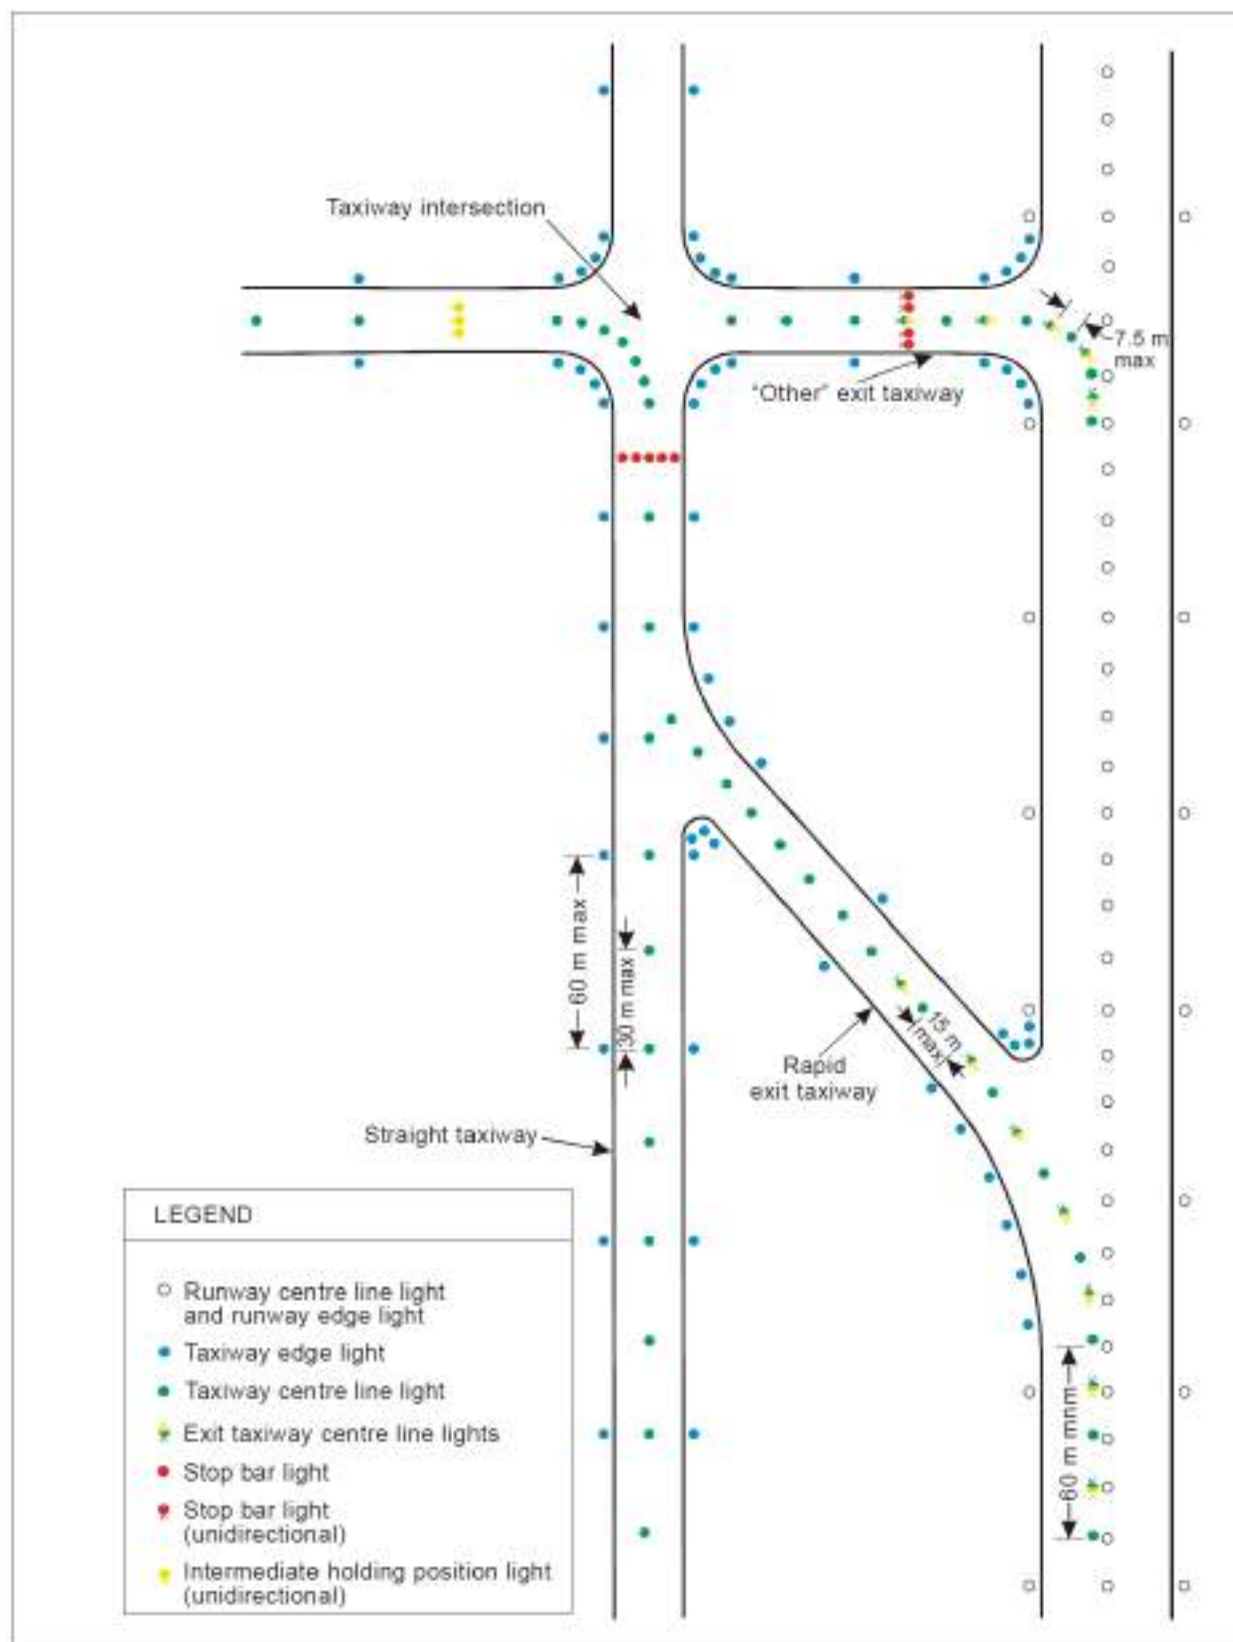 Taxiway intersection
7.5 m
max
"Other" exit taxiway
60 m max
30 m max
15 m
max
Rapid
exit taxiway
Straight taxiway
60 m mnm
LEGEND
Runway centre line light
and runway edge light
Taxiway edge light
Taxiway centre line light
Exit taxiway centre line lights
Stop bar light
Stop bar light
(unidirectional)
Intermediate holding position light
(unidirectional)